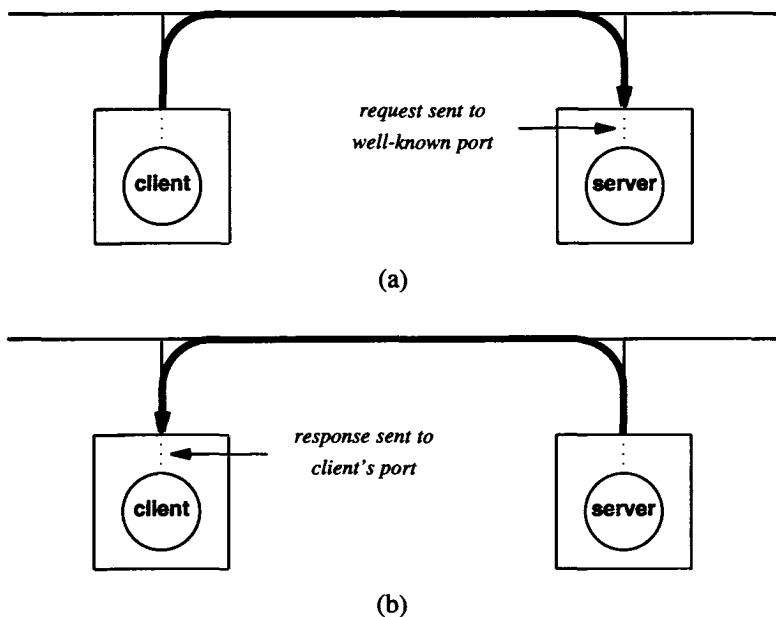 request sent to
well-known port
client
server
(a)
response sent to
client's port
client
server
(b)